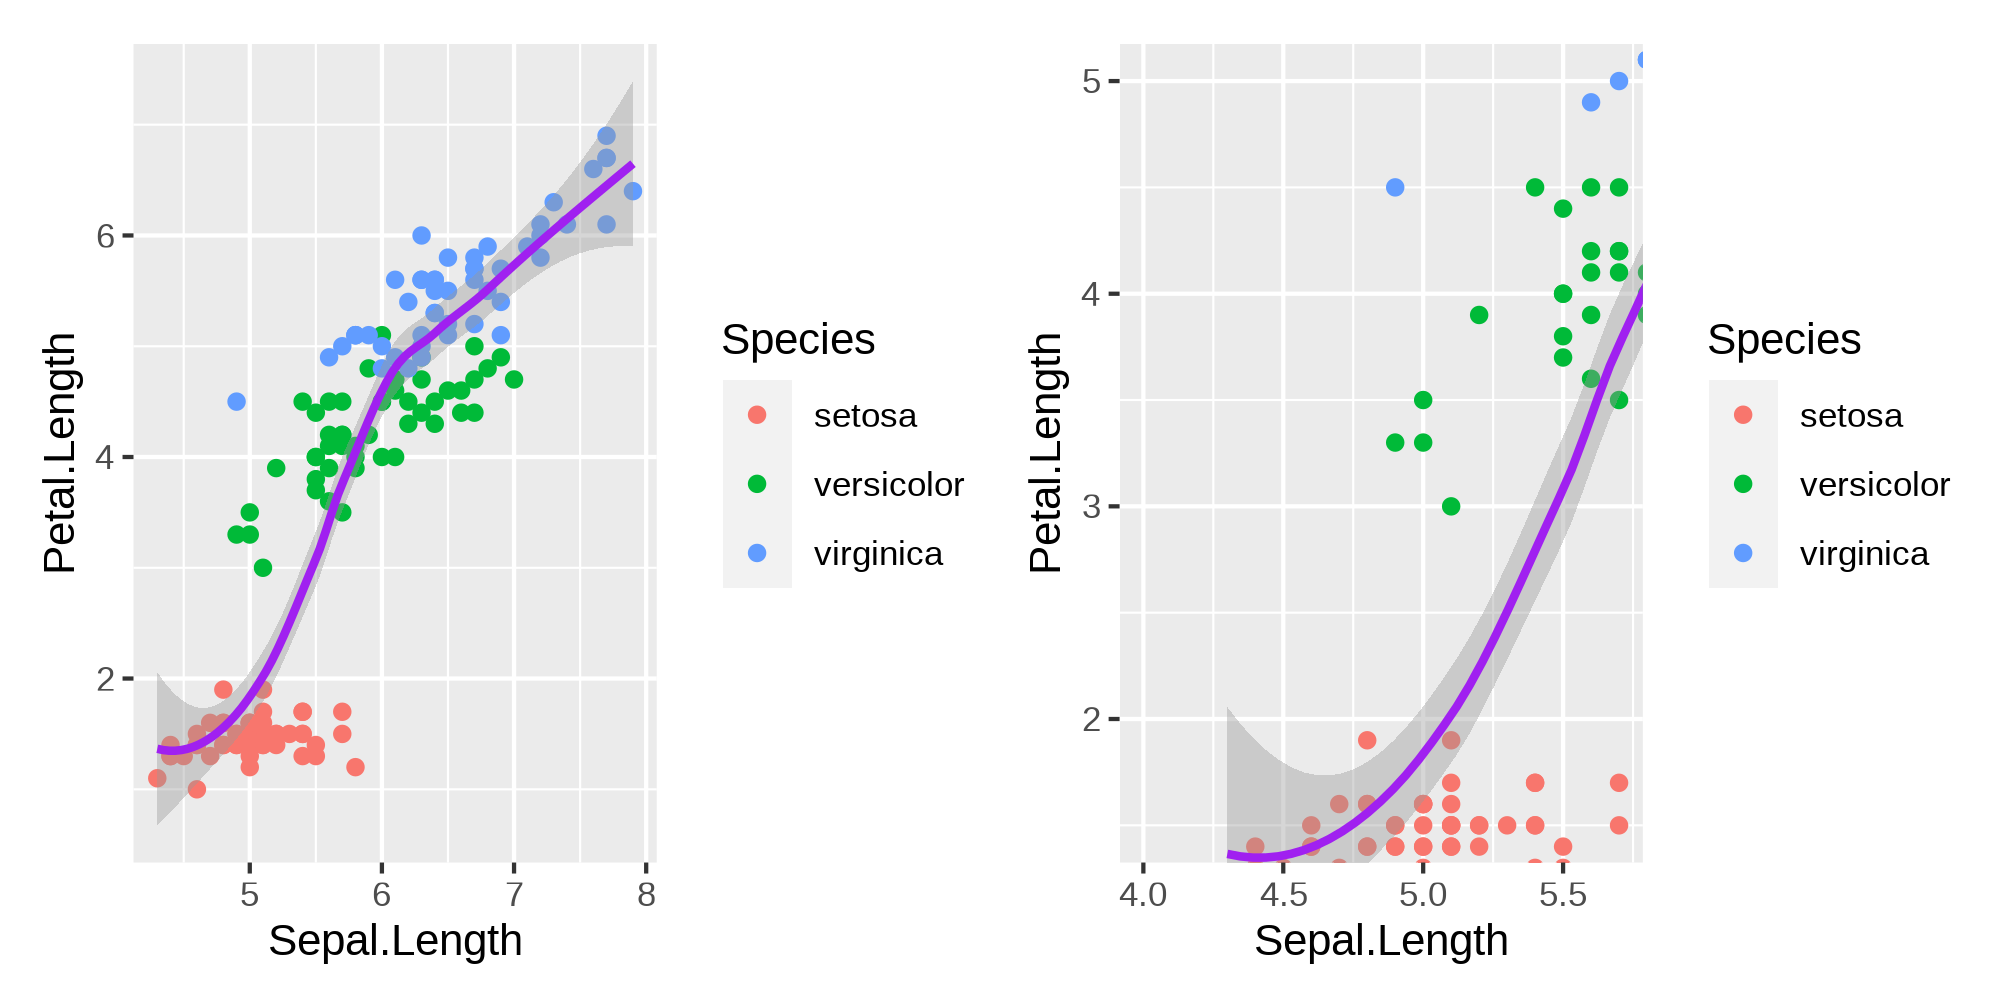 Petal.Length
6
4
2
5 6 7 8
Sepal.Length
Species
setosa
versicolor
virginica
Petal.Length
5
4
3
2
4.0 4.5 5.0 5.5
Sepal.Length
Species
setosa
versicolor
virginica